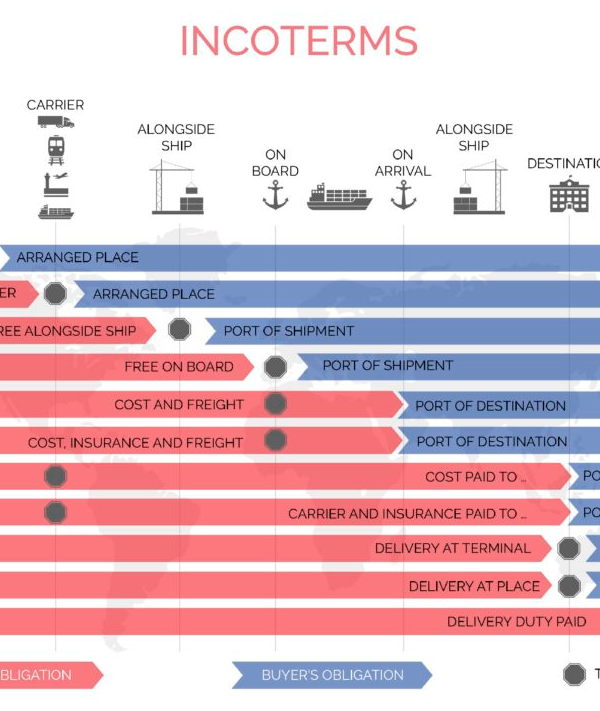 INCOTERMS
CARRIER
ALONGSIDE
SHIP
ON
BOARD
ON
ARRIVAL
ALONGSIDE
SHIP
DESTINATIO
ARRANGED PLACE
ER
ARRANGED PLACE
REE ALONGSIDE SHIP
PORT OF SHIPMENT
FREE ON BOARD
PORT OF SHIPMENT
COST AND FREIGHT
PORT OF DESTINATION
COST, INSURANCE AND FREIGHT
PORT OF DESTINATION
COST PAID TO ...
PO
CARRIER AND INSURANCE PAID TO ...
PO
DELIVERY AT TERMINAL
DELIVERY AT PLACE
DELIVERY DUTY PAID
BLIGATION
BUYER'S OBLIGATION
T